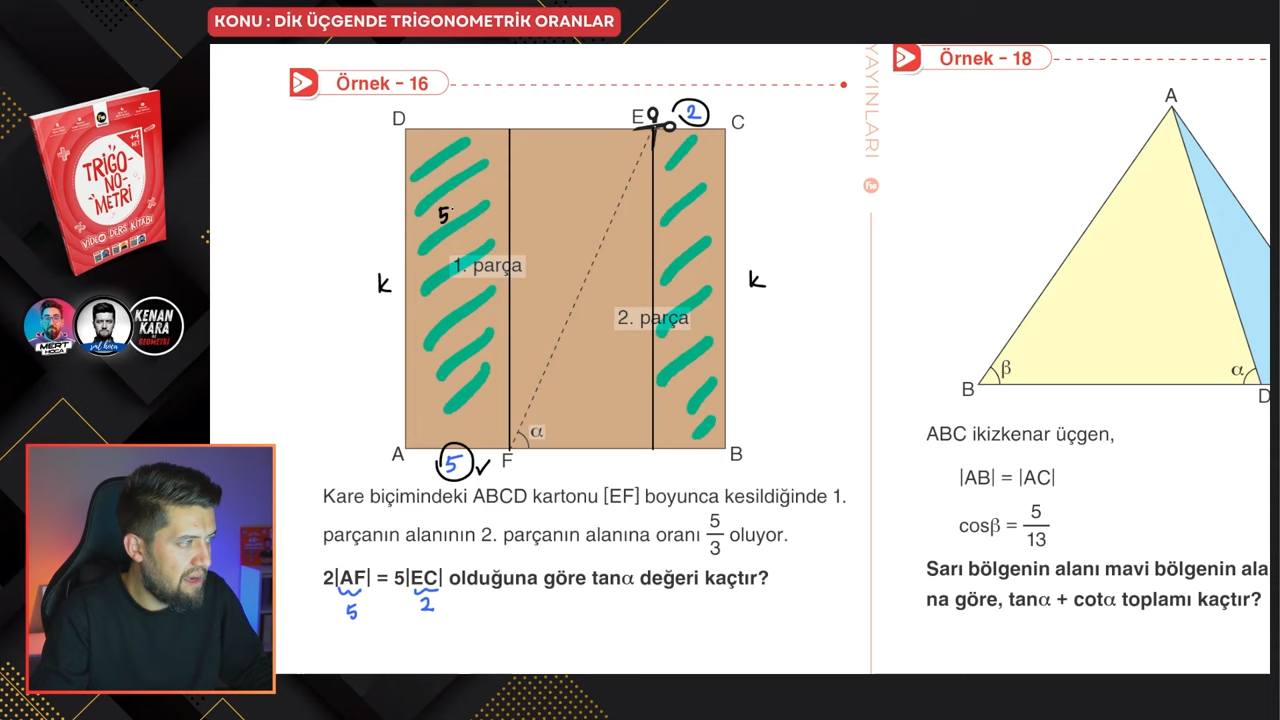 KONU : DİK ÜÇGENDE TRİGONOMETRİK ORANLAR
+4 NET
TRİGO-
NO-
METRİ
VİDEO DERS KİTABI
MERT HOCA
KENAN
KARA
GEOMETRİ
Örnek - 16
D
E
2
C
5
1. parça
k
k
2. parça
α
A
5
F
B
Kare biçimindeki ABCD kartonu [EF] boyunca kesildiğinde 1.
parçanın alanının 2. parçanın alanına oranı 5/3 oluyor.
2|AF| = 5|EC| olduğuna göre tanα değeri kaçtır?
5
2
YAYINLARI
Örnek - 18
A
β
α
B
D
ABC ikizkenar üçgen,
|AB| = |AC|
cosβ = 5/13
Sarı bölgenin alanı mavi bölgenin ala
na göre, tanα + cotα toplamı kaçtır?